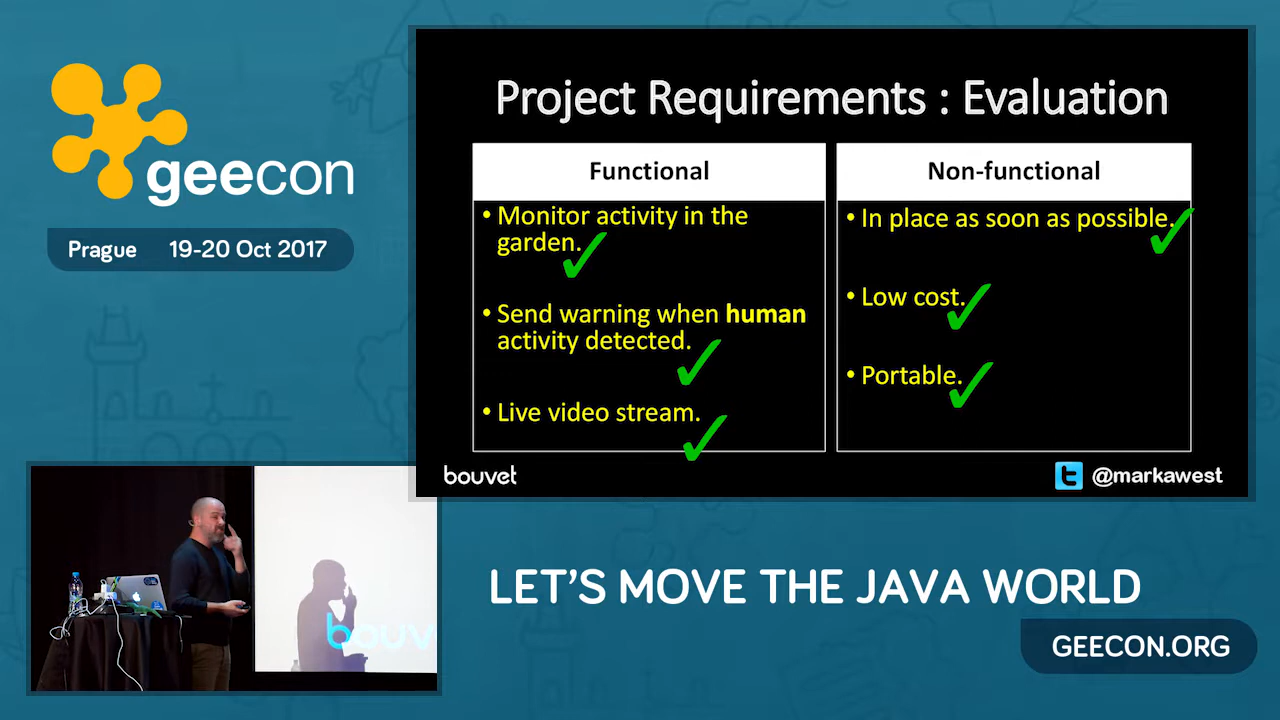 geecon
Prague 19-20 Oct 2017
Project Requirements : Evaluation
Functional
• Monitor activity in the
garden.
• Send warning when human
activity detected.
• Live video stream.
Non-functional
• In place as soon as possible.
• Low cost.
• Portable.
bouvet
@markawest
bouv
LET'S MOVE THE JAVA WORLD
GEECON.ORG